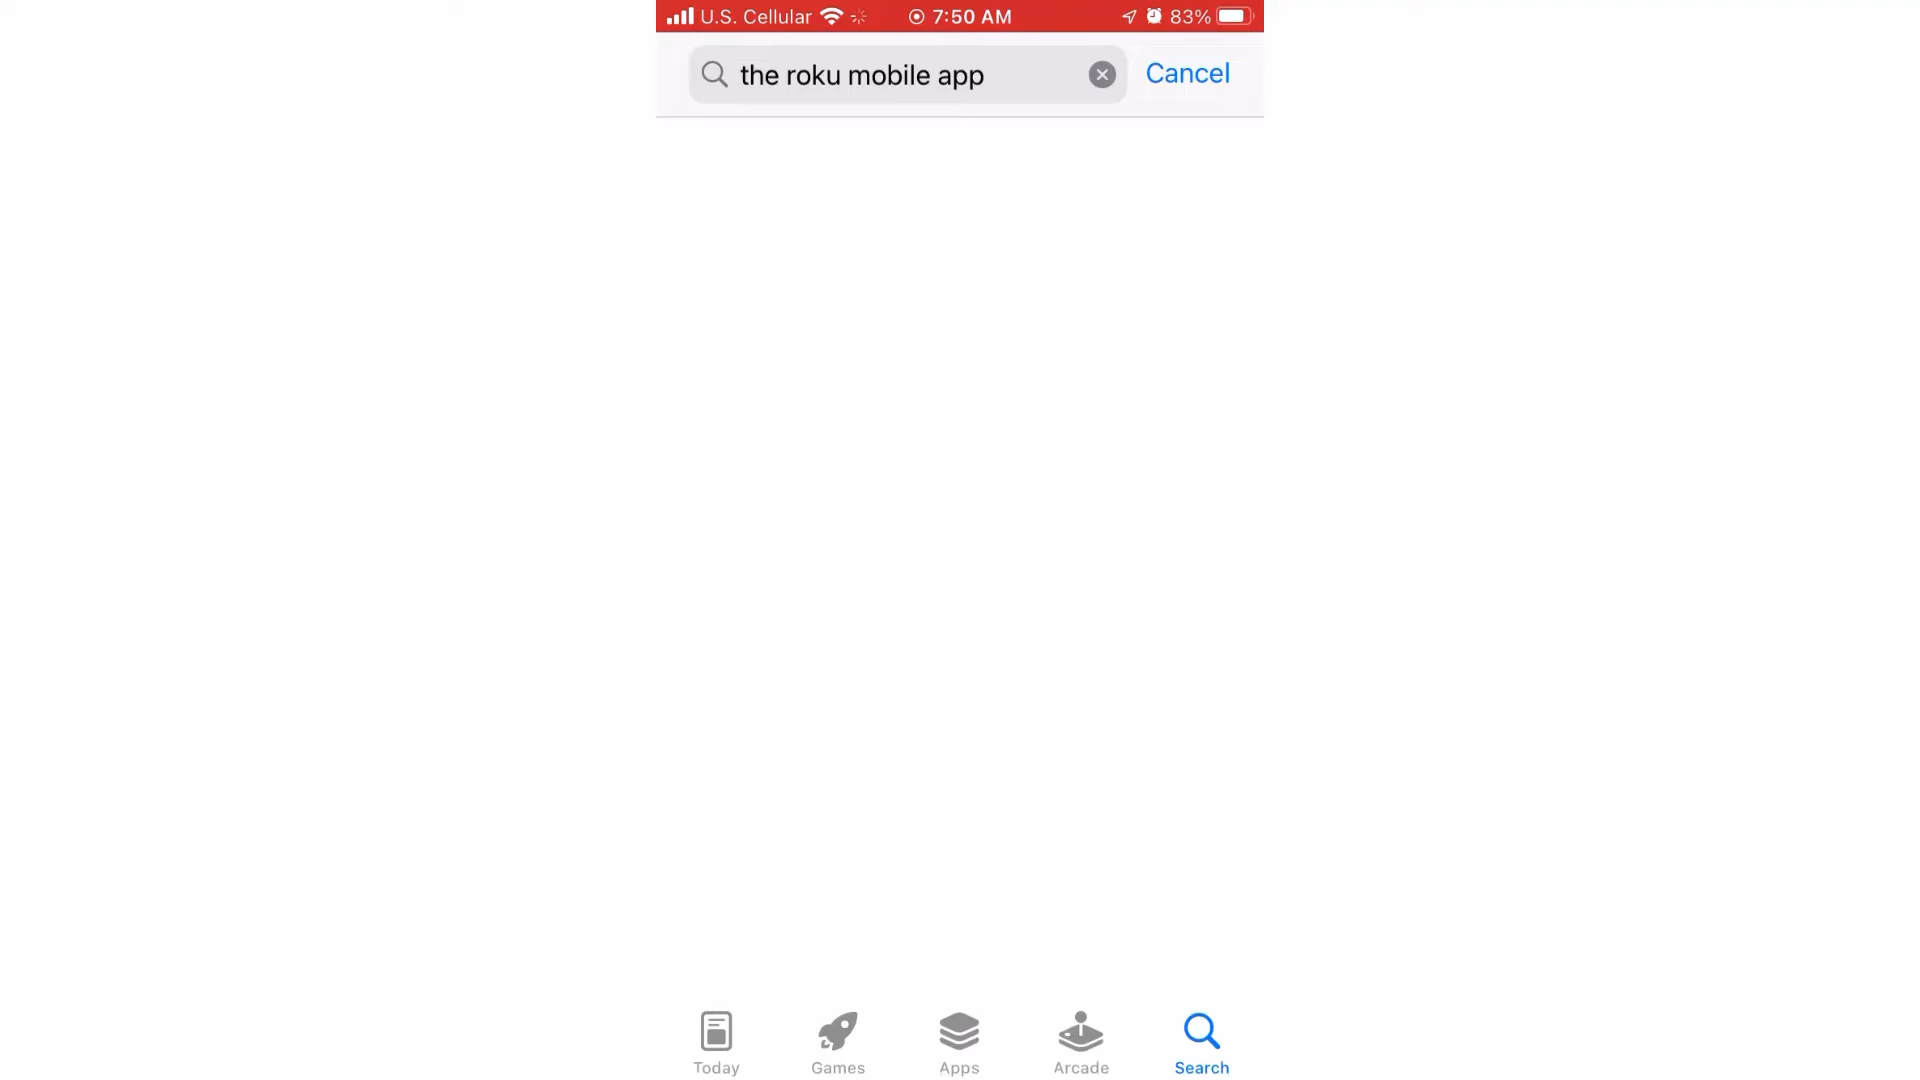 U.S. Cellular 7:50 AM 83%
the roku mobile app Cancel
Today Games Apps Arcade Search